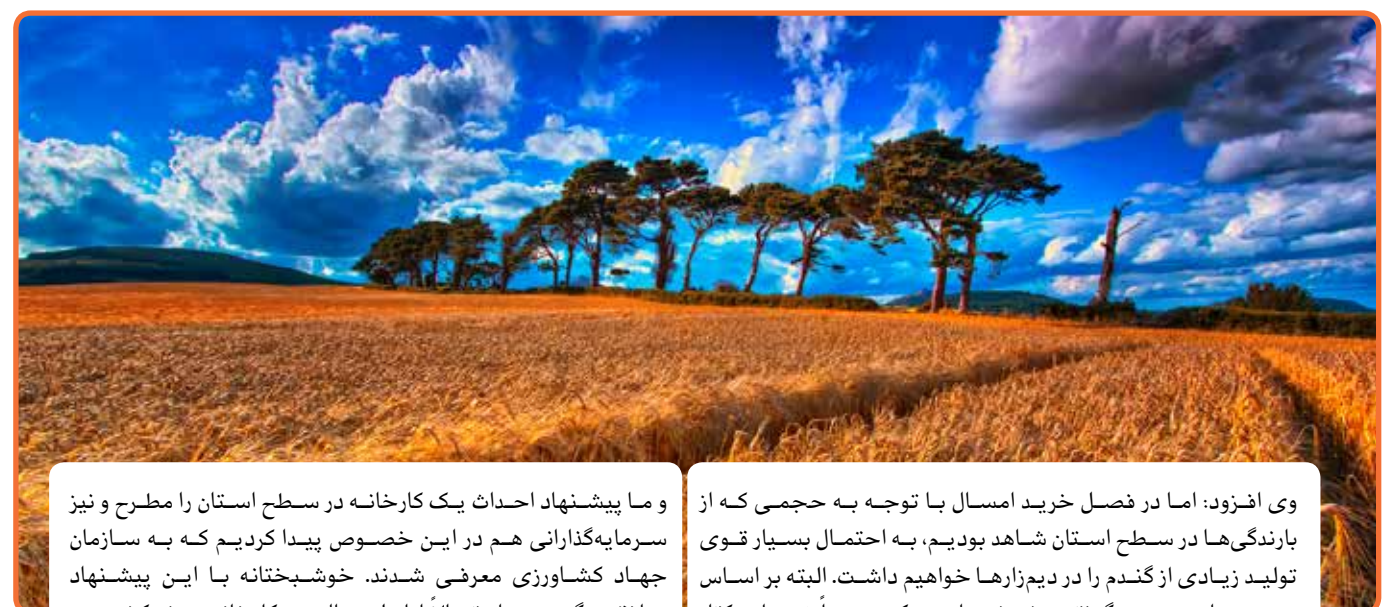 وی افزود: اما در فصل خرید امسال با توجه به حجمی که از
بارندگی‌ها در سطح استان شاهد بودیم، به احتمال بسیار قوی
تولید زیادی از گندم را در دیم‌زارها خواهیم داشت. البته بر اساس
و ما پیشنهاد احداث یک کارخانه در سطح استان را مطرح و نیز
سرمایه‌گذارانی هم در این خصوص پیدا کردیم که به سازمان
جهاد کشاورزی معرفی شدند. خوشبختانه با این پیشنهاد